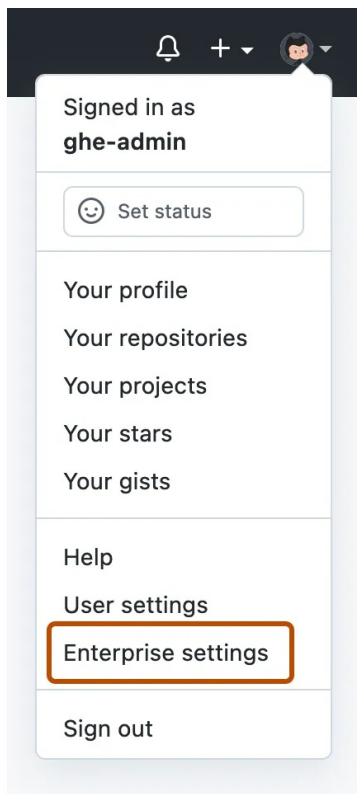 Signed in as
ghe-admin
Set status
Your profile
Your repositories
Your projects
Your stars
Your gists
Help
User settings
Enterprise settings
Sign out